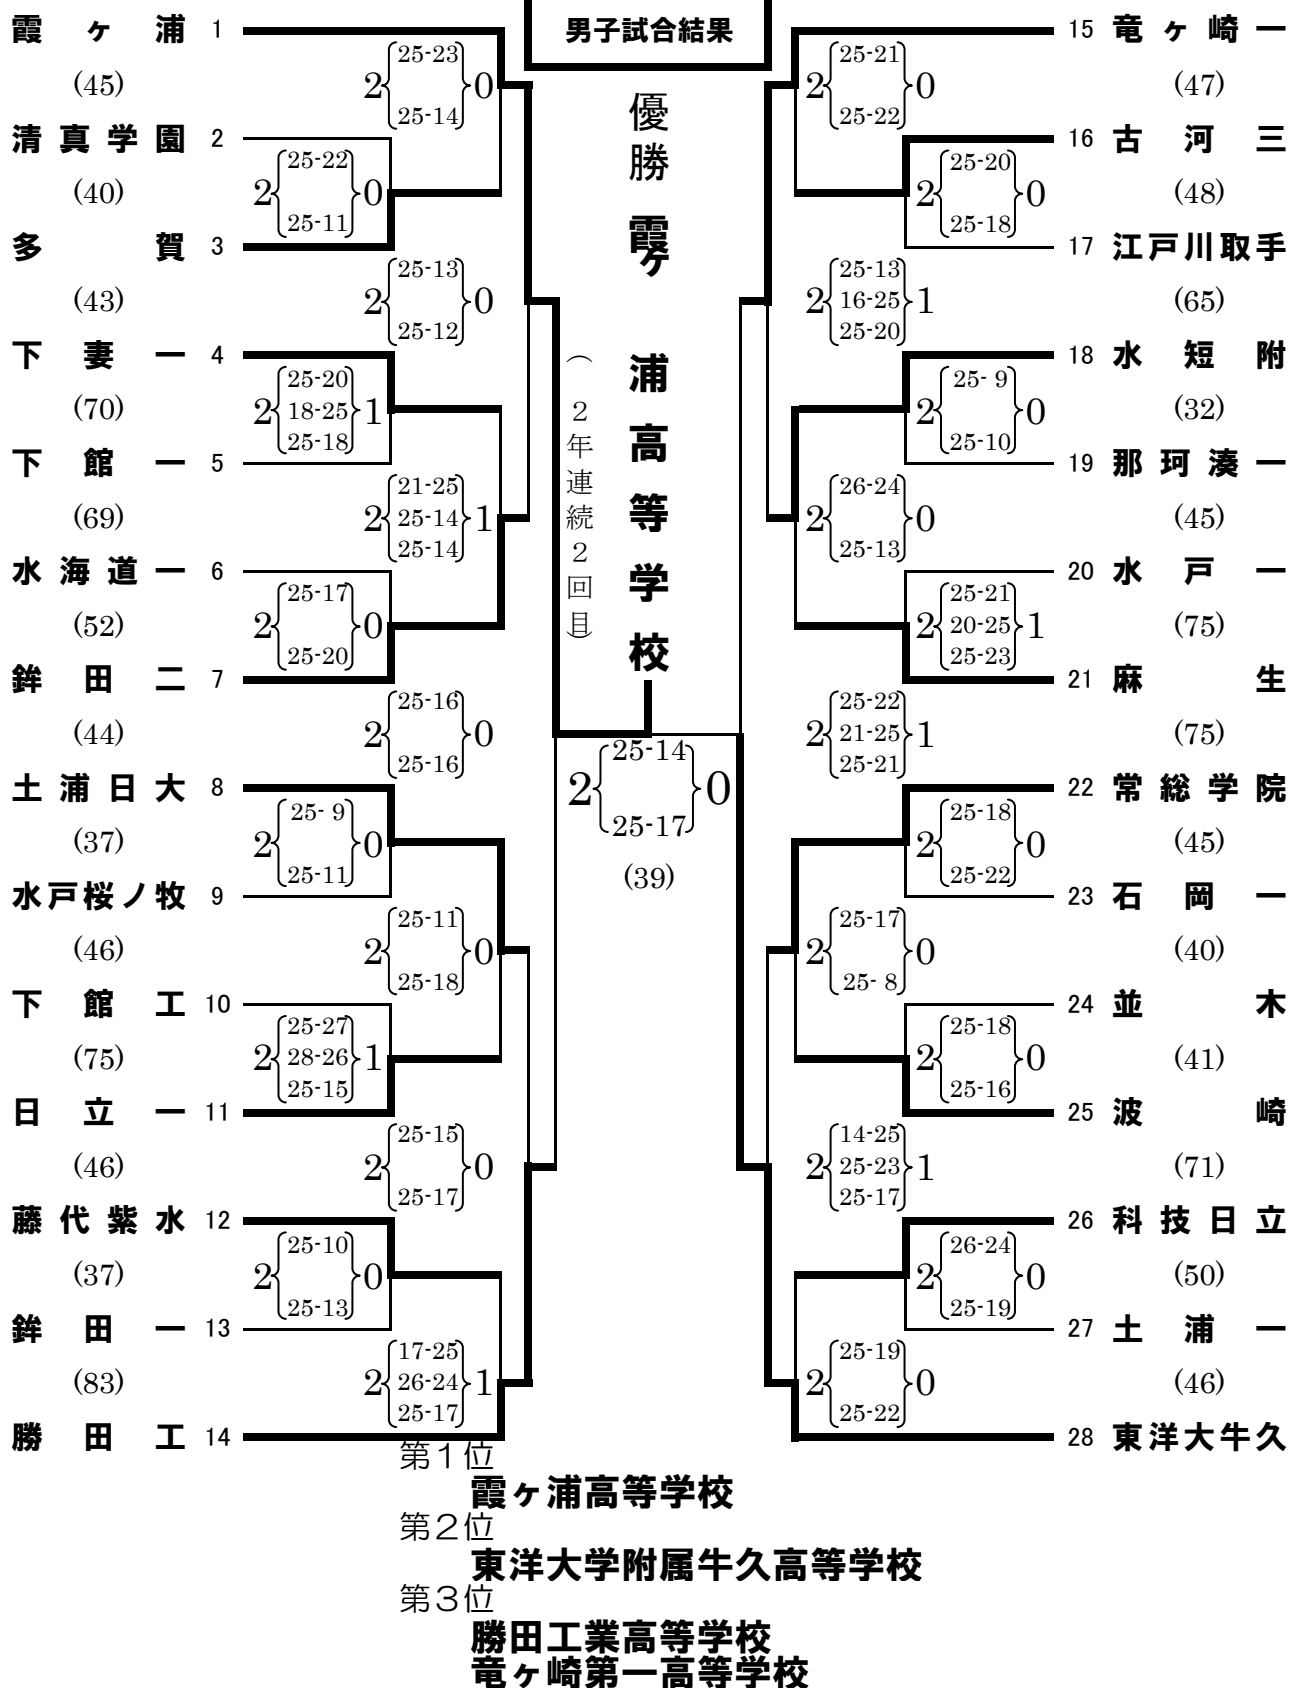 男子試合結果
優勝 霞ヶ浦高等学校
（２年連続２回目）
霞ヶ浦 1
(45)
清真学園 2
(40)
多賀 3
(43)
下妻一 4
(70)
下館一 5
(69)
水海道一 6
(52)
鉾田二 7
(44)
土浦日大 8
(37)
水戸桜ノ牧 9
(46)
下館工 10
(75)
日立一 11
(46)
藤代紫水 12
(37)
鉾田一 13
(83)
勝田工 14
2 25-22 0
25-11
2 25-20 1
18-25
25-18
2 25-17 0
25-20
2 25- 9 0
25-11
2 25-27 1
28-26
25-15
2 25-10 0
25-13
2 25-23 0
25-14
2 25-13 0
25-12
2 21-25 1
25-14
25-14
2 25-16 0
25-16
2 25-11 0
25-18
2 25-15 0
25-17
2 17-25 1
26-24
25-17
2 25-14 0
25-17
(39)
2 25-21 0
25-22
2 25-13 1
16-25
25-20
2 26-24 0
25-13
2 25-22 1
21-25
25-21
2 25-17 0
25- 8
2 14-25 1
25-23
25-17
2 25-19 0
25-22
2 25-20 0
25-18
2 25- 9 0
25-10
2 25-21 1
20-25
25-23
2 25-18 0
25-22
2 25-18 0
25-16
2 26-24 0
25-19
15 竜ヶ崎一
(47)
16 古河三
(48)
17 江戸川取手
(65)
18 水短附
(32)
19 那珂湊一
(45)
20 水戸一
(75)
21 麻生
(75)
22 常総学院
(45)
23 石岡一
(40)
24 並木
(41)
25 波崎
(71)
26 科技日立
(50)
27 土浦一
(46)
28 東洋大牛久
第１位
霞ヶ浦高等学校
第２位
東洋大学附属牛久高等学校
第３位
勝田工業高等学校
竜ヶ崎第一高等学校